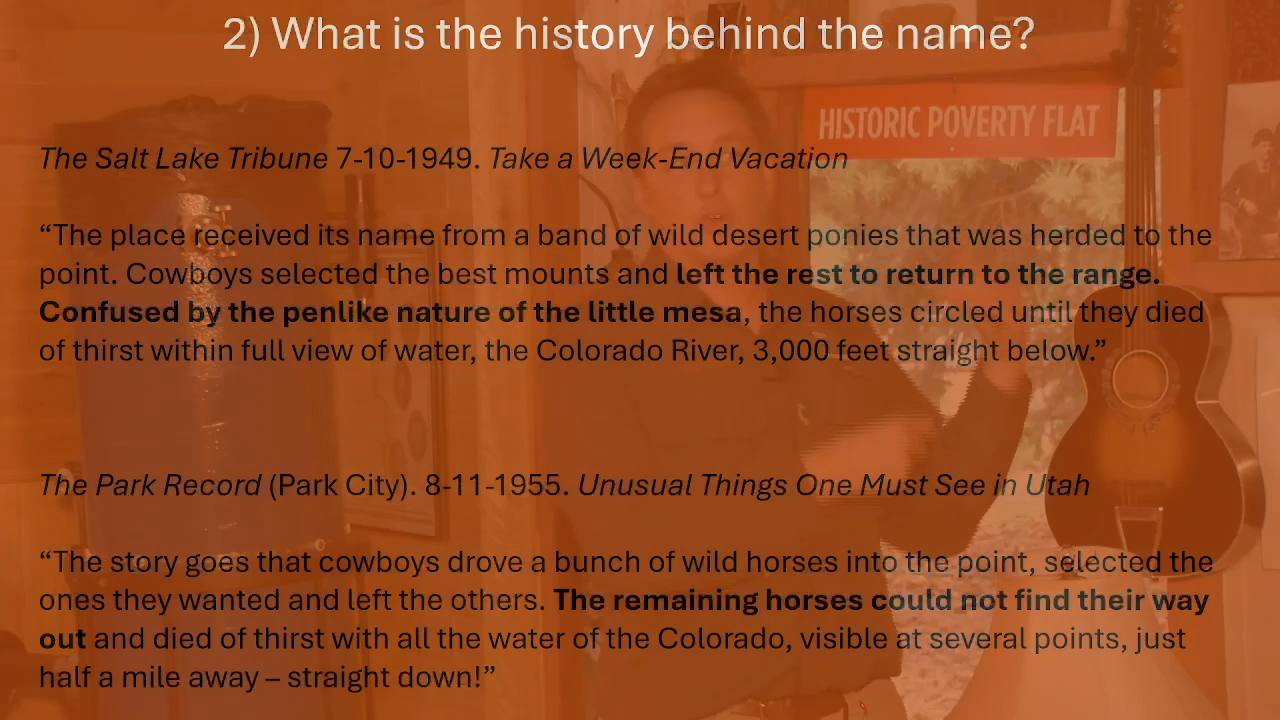 2) What is the history behind the name?
HISTORIC POVERTY FLAT
The Salt Lake Tribune 7-10-1949. Take a Week-End Vacation
“The place received its name from a band of wild desert ponies that was herded to the
point. Cowboys selected the best mounts and left the rest to return to the range.
Confused by the penlike nature of the little mesa, the horses circled until they died
of thirst within full view of water, the Colorado River, 3,000 feet straight below.”
The Park Record (Park City). 8-11-1955. Unusual Things One Must See in Utah
“The story goes that cowboys drove a bunch of wild horses into the point, selected the
ones they wanted and left the others. The remaining horses could not find their way
out and died of thirst with all the water of the Colorado, visible at several points, just
half a mile away – straight down!”